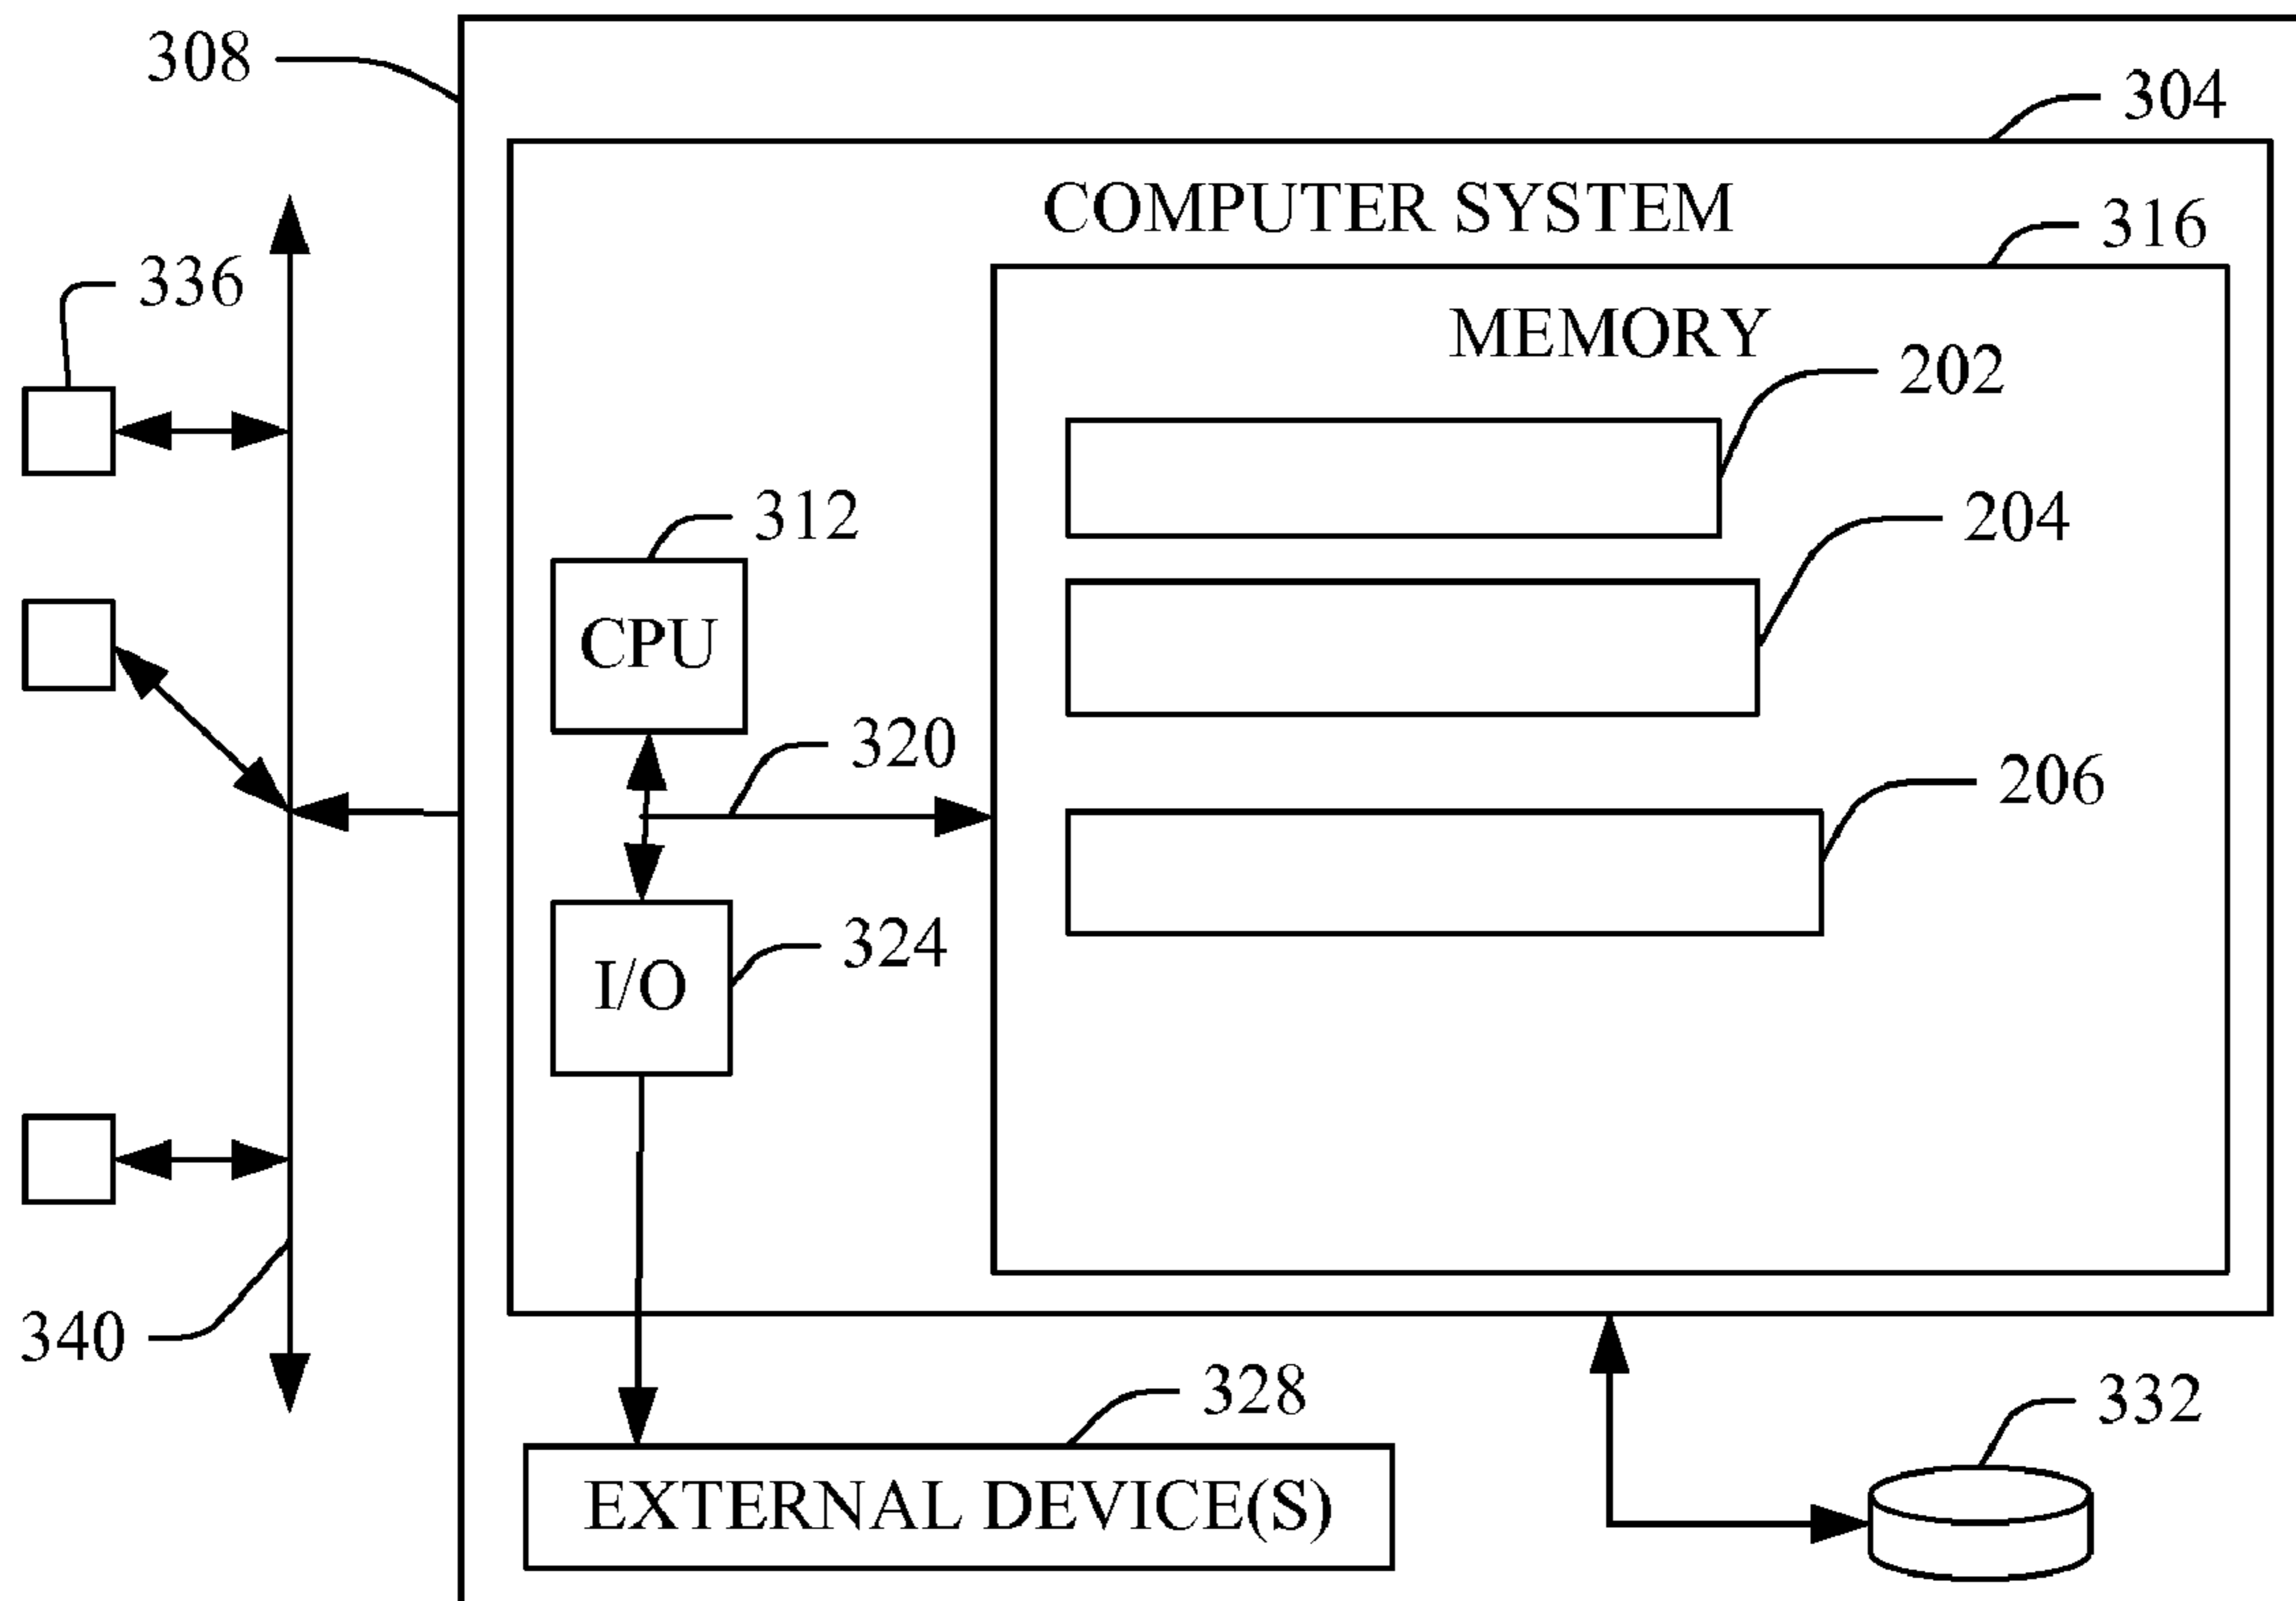 308
304
COMPUTER SYSTEM
316
336
MEMORY
202
312
204
CPU
320
206
324
I/O
340
328
332
EXTERNAL DEVICE(S)